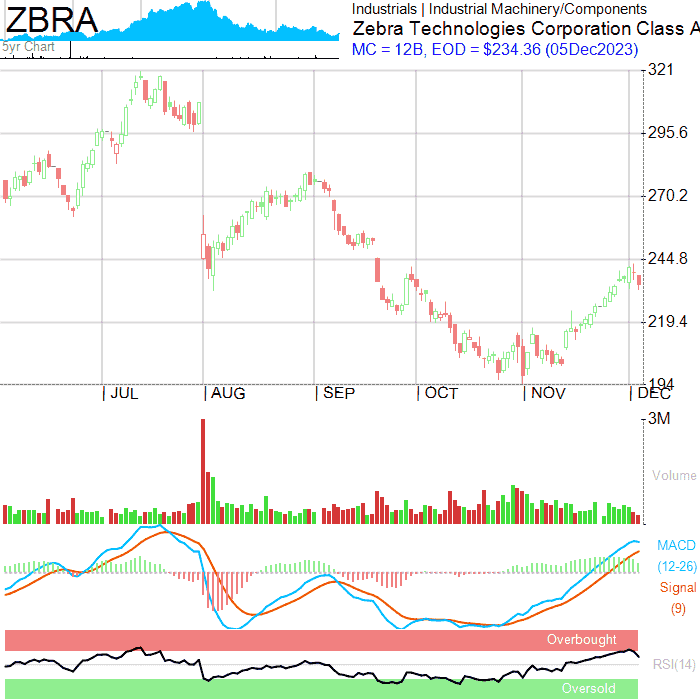 ZBRA
5yr Chart
Industrials | Industrial Machinery/Components
Zebra Technologies Corporation Class A
MC = 12B, EOD = $234.36 (05Dec2023)
321
295.6
270.2
244.8
219.4
194
JUL
AUG
SEP
OCT
NOV
DEC
3M
Volume
MACD
(12-26)
Signal
(9)
Overbought
RSI(14)
Oversold